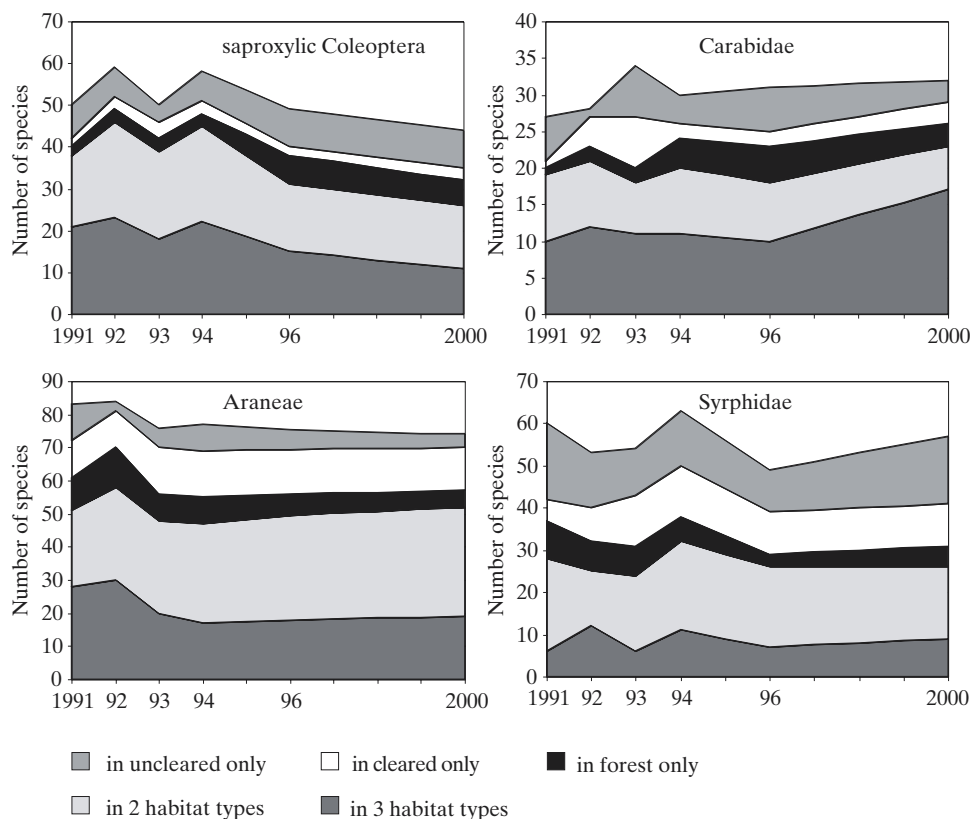 saproxylic Coleoptera
Number of species
70
60
50
40
30
20
10
0
1991 92 93 94 96 2000
Carabidae
Number of species
40
35
30
25
20
15
10
5
0
1991 92 93 94 96 2000
Araneae
Number of species
90
80
70
60
50
40
30
20
10
0
1991 92 93 94 96 2000
Syrphidae
Number of species
70
60
50
40
30
20
10
0
1991 92 93 94 96 2000
in uncleared only in cleared only in forest only
in 2 habitat types in 3 habitat types